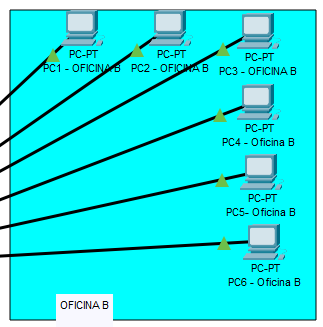 PC-PT
PC1 - OFICINA B
PC-PT
PC2 - OFICINA B
PC-PT
PC3 - OFICINA B
PC-PT
PC4 - Oficina B
PC-PT
PC5- Oficina B
PC-PT
PC6 - Oficina B
OFICINA B